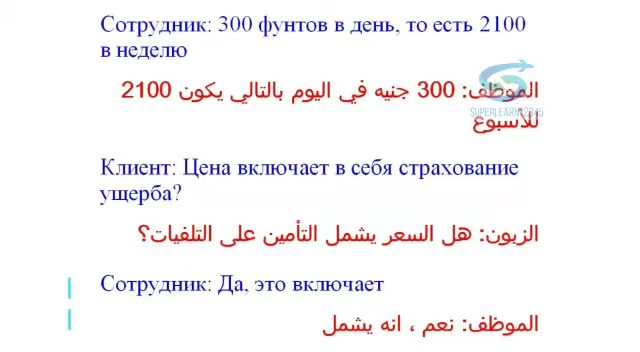 Сотрудник: 300 фунтов в день, то есть 2100
в неделю
الموظف: 300 جنيه في اليوم بالتالي يكون 2100
للأسبوع
SUPERLEARN12345
Клиент: Цена включает в себя страхование
ущерба?
الزبون: هل السعر يشمل التأمين على التلفيات؟
Сотрудник: Да, это включает
الموظف: نعم ، انه يشمل